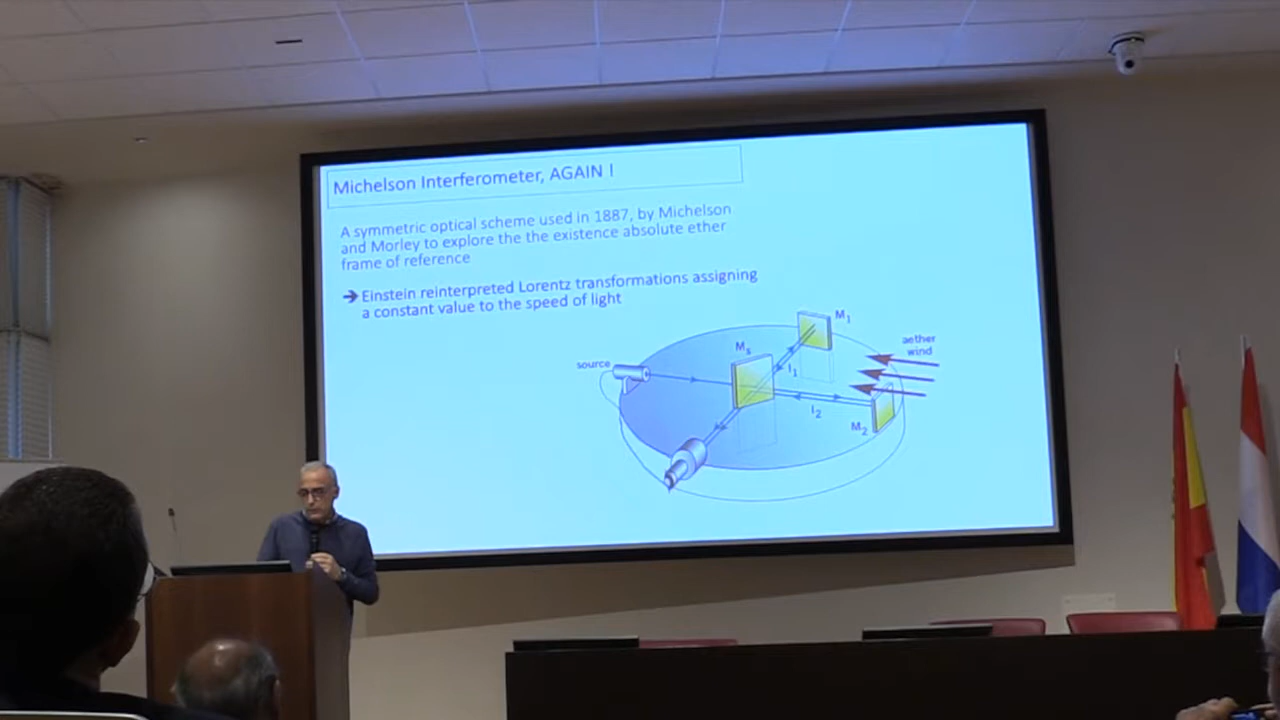 Michelson Interferometer, AGAIN !
A symmetric optical scheme used in 1887, by Michelson
and Morley to explore the the existence absolute ether
frame of reference
➔ Einstein reinterpreted Lorentz transformations assigning
a constant value to the speed of light
M1
aether
wind
Ms
source
l1
l2
M2